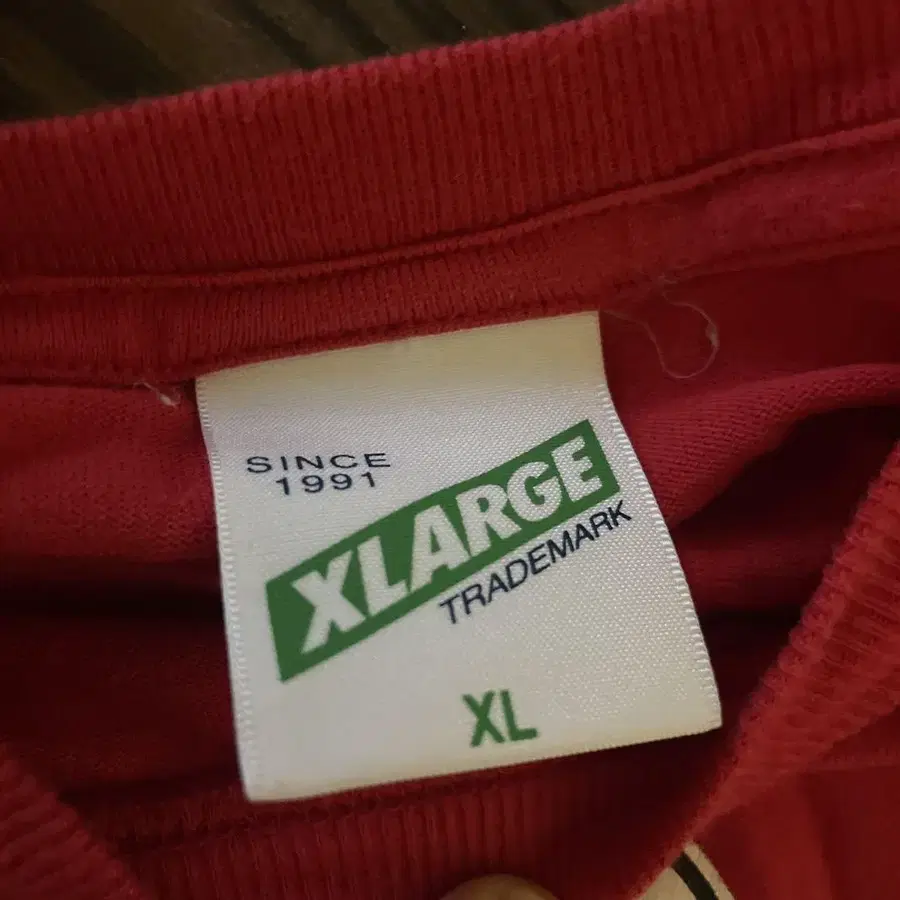 SINCE
1991
XLARGE
TRADEMARK
XL